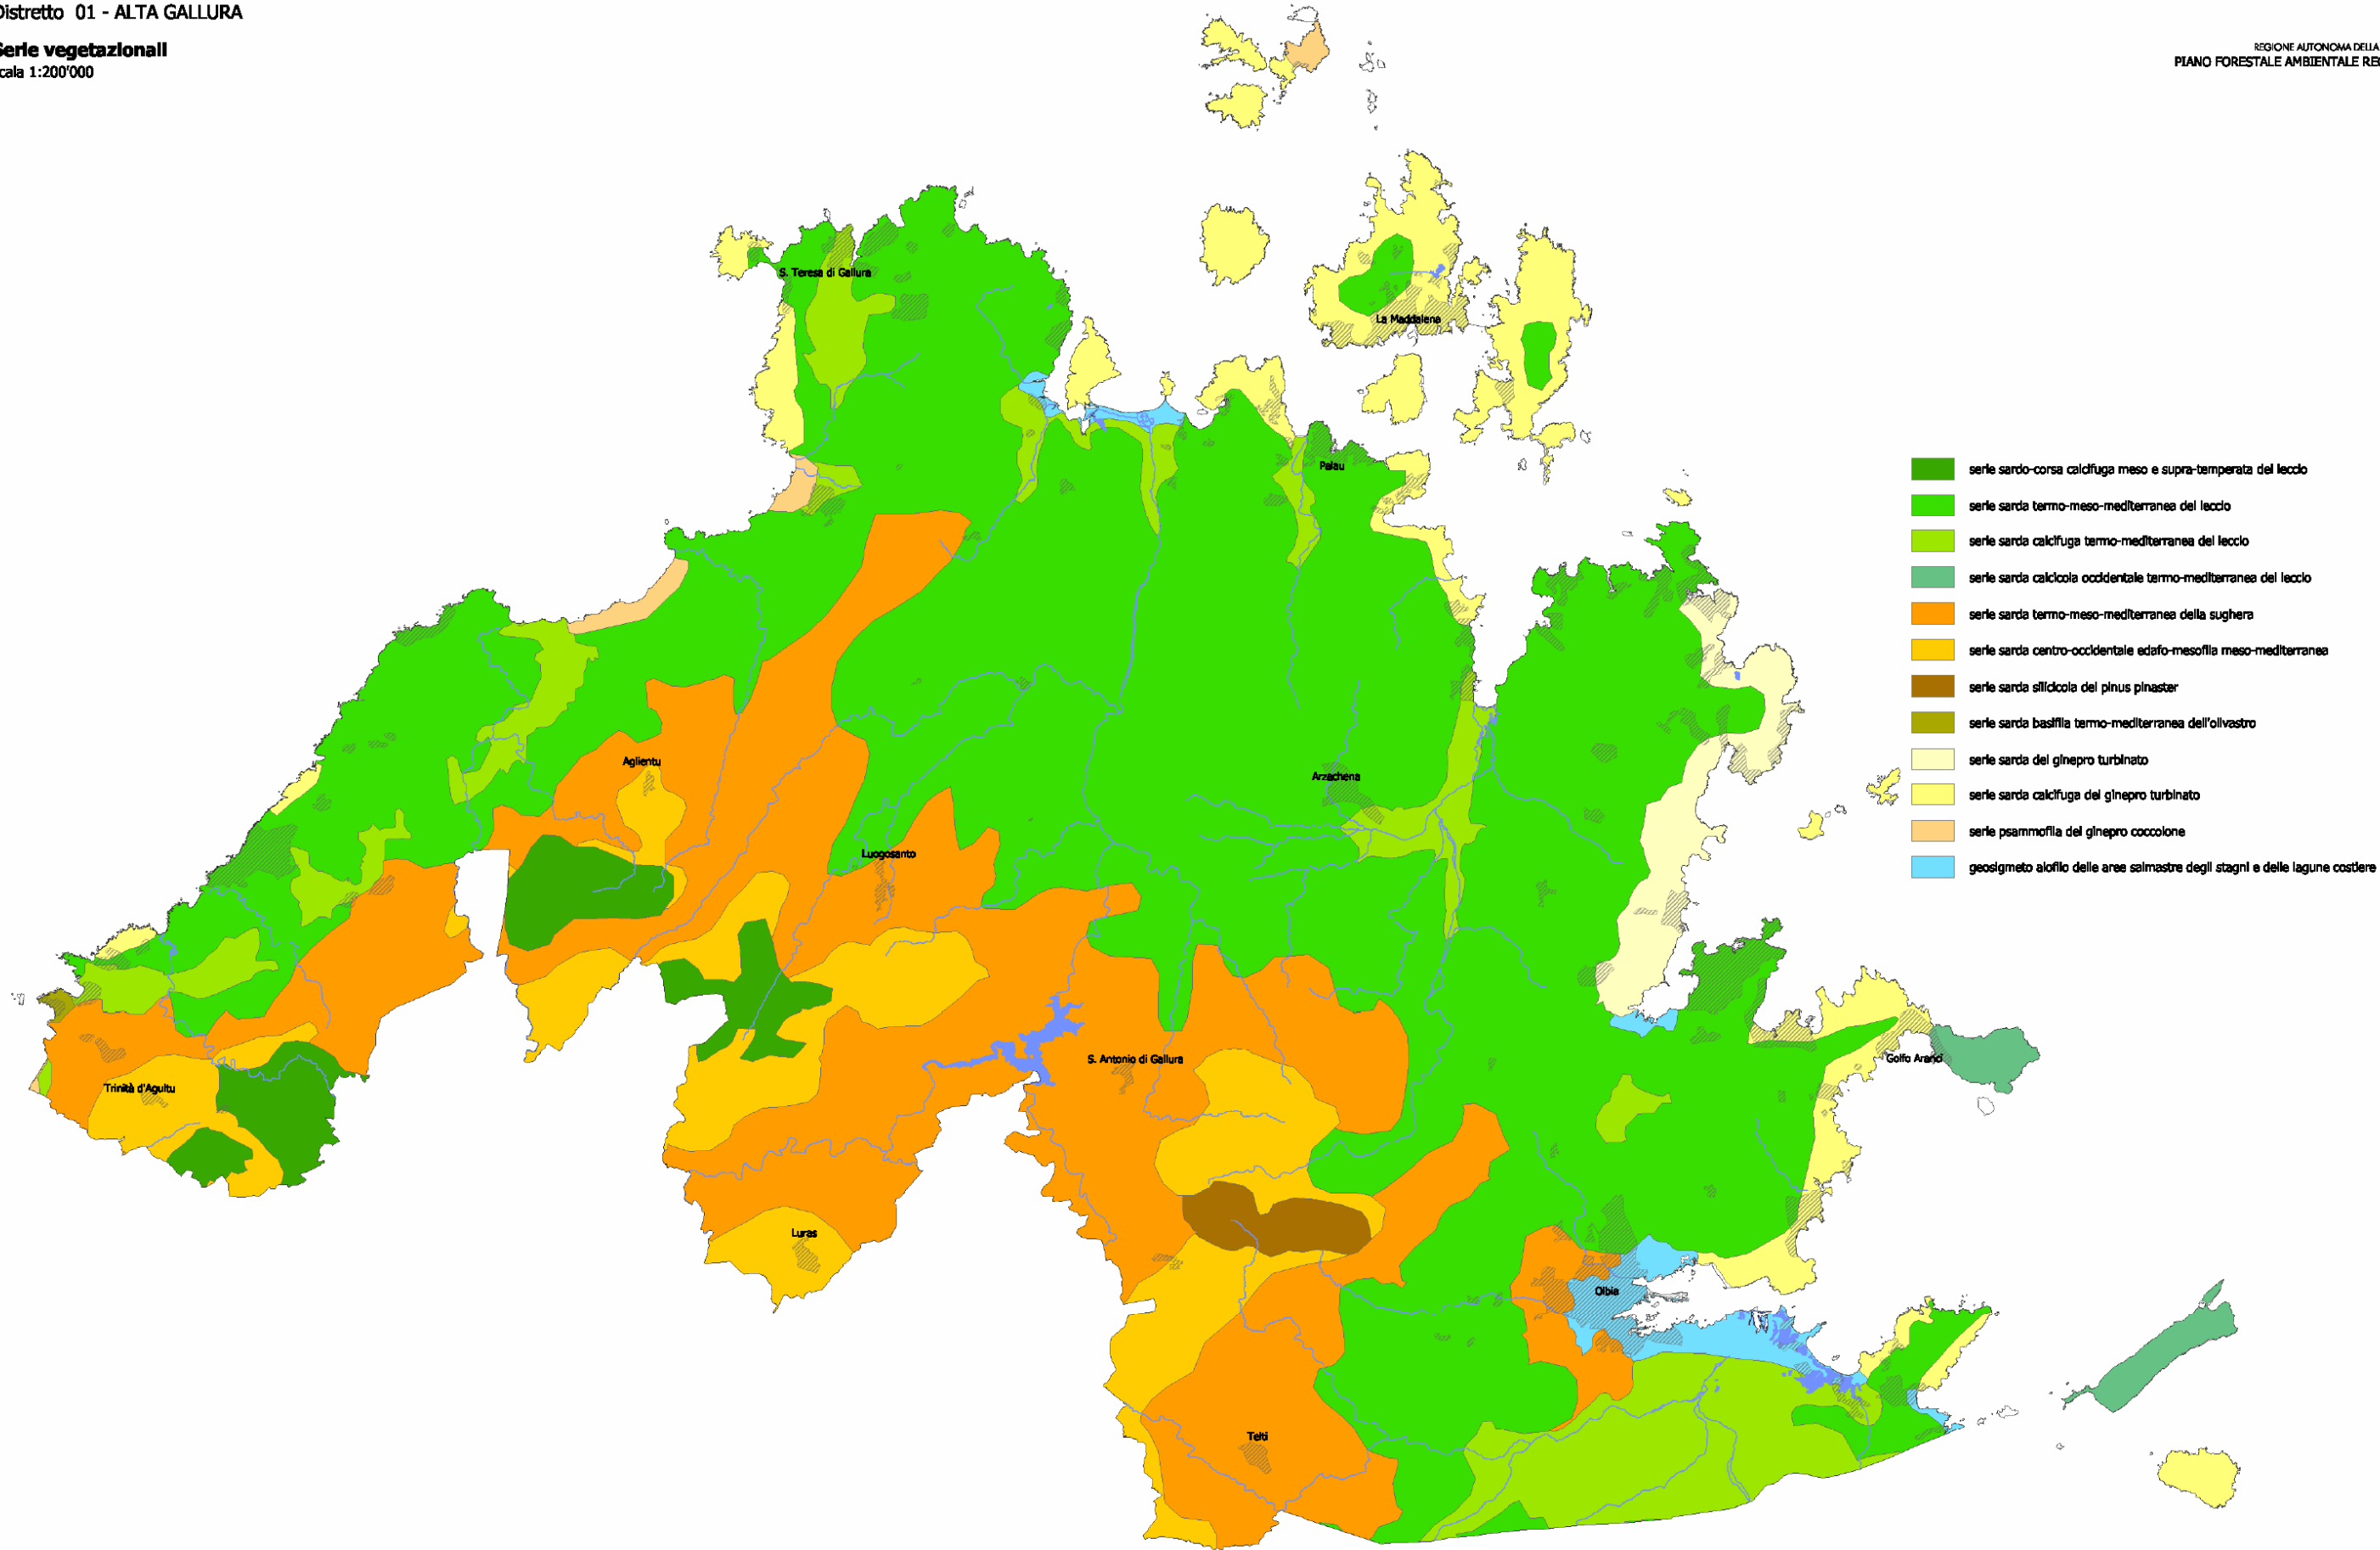 Distretto 01 - ALTA GALLURA
Serie vegetazionali
scala 1:200'000
REGIONE AUTONOMA DELLA
PIANO FORESTALE AMBIENTALE RE
S. Teresa di Gallura
La Maddalena
Palau
serie sardo-corsa calcifuga meso e supra-temperata del leccio
serie sarda termo-meso-mediterranea del leccio
serie sarda calcifuga termo-mediterranea del leccio
serie sarda calcicola occidentale termo-mediterranea del leccio
serie sarda termo-meso-mediterranea della sughera
serie sarda centro-occidentale edafo-mesofila meso-mediterranea
serie sarda silicicola del pinus pinaster
serie sarda basifila termo-mediterranea dell'olivastro
serie sarda del ginepro turbinato
serie sarda calcifuga del ginepro turbinato
serie psammofila del ginepro coccolone
geosigmeto alofilo delle aree salmastre degli stagni e delle lagune costiere
Aglientu
Arzachena
Luogosanto
S. Antonio di Gallura
Golfo Aranci
Trinità d'Agultu
Luras
Olbia
Telti